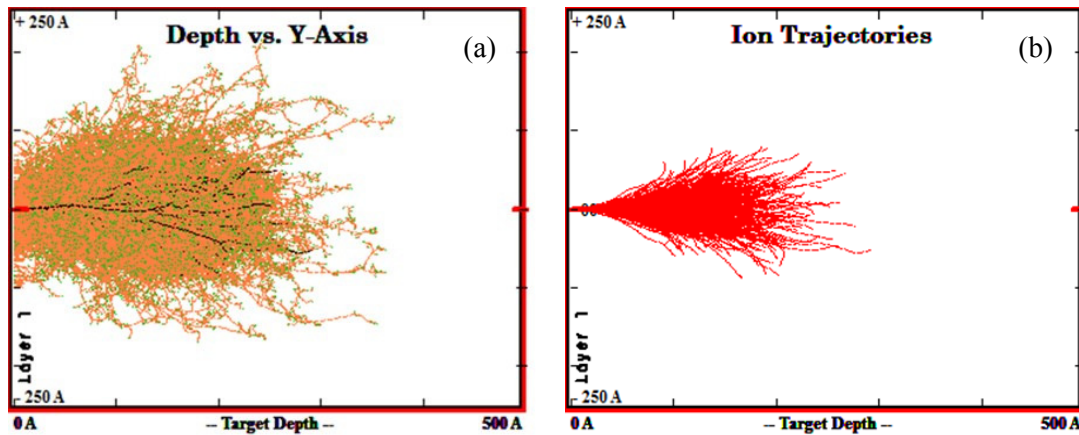 + 250 A
Depth vs. Y-Axis
(a)
Layer 1
250 A
0 A
-- Target Depth --
500 A
+ 250 A
Ion Trajectories
(b)
Layer 1
250 A
0 A
-- Target Depth --
500 A